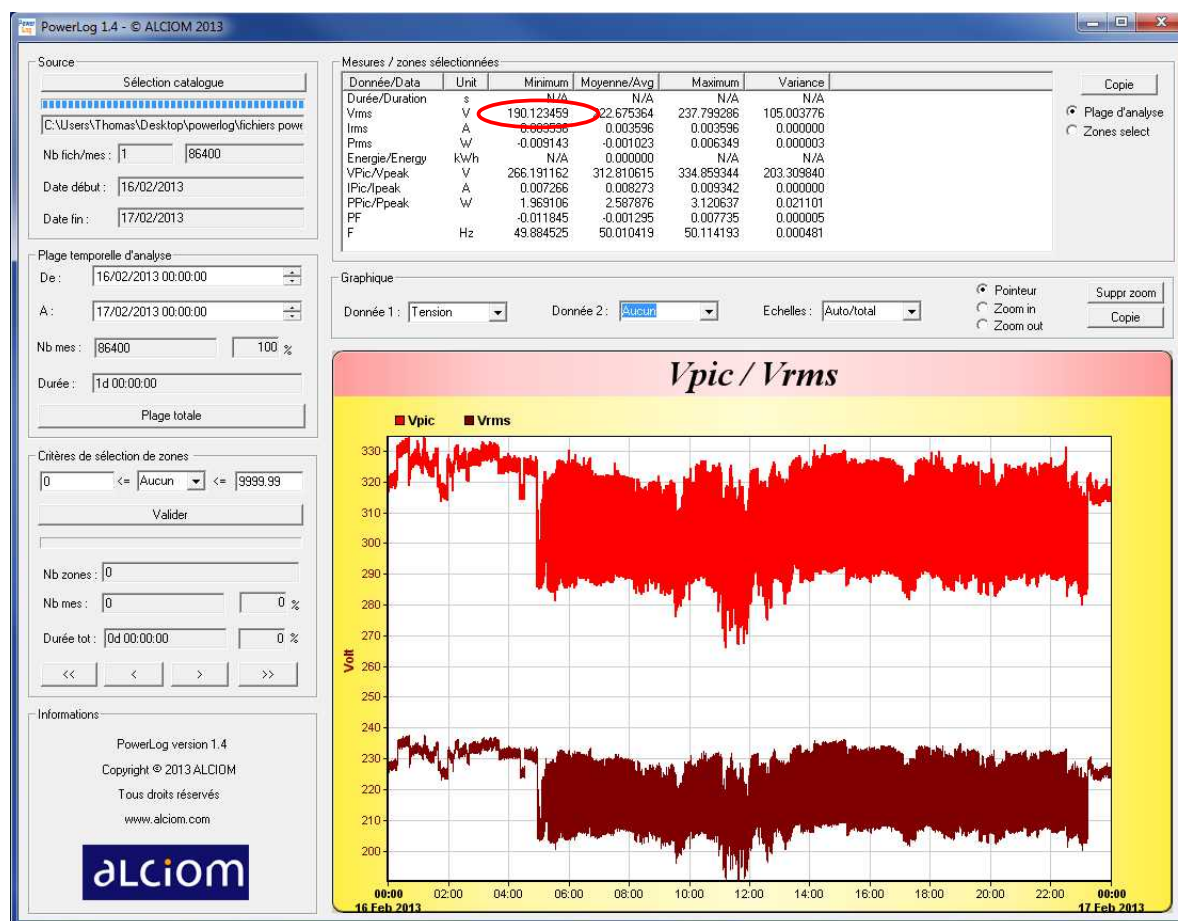 PowerLog 1.4 - © ALCIOM 2013
Source
Sélection catalogue
C:\Users\Thomas\Desktop\powerlog\fichiers powe
Nb fich/mes : 1 86400
Date début : 16/02/2013
Date fin : 17/02/2013
Plage temporelle d'analyse
De : 16/02/2013 00:00:00
A : 17/02/2013 00:00:00
Nb mes : 86400 100 %
Durée : 1d 00:00:00
Plage totale
Critères de sélection de zones
0 <= Aucun <= 9999.99
Valider
Nb zones : 0
Nb mes : 0 0 %
Durée tot : 0d 00:00:00 0 %
<< < > >>
Informations
PowerLog version 1.4
Copyright © 2013 ALCIOM
Tous droits réservés
www.alciom.com
aLciom
Mesures / zones sélectionnées
Donnée/Data Unit Minimum Moyenne/Avg Maximum Variance
Durée/Duration s N/A N/A N/A N/A
Vrms V 190.123459 22.675364 237.799286 105.003776
Irms A 0.003596 0.003596 0.000000
Prms W -0.009143 -0.001023 0.006349 0.000003
Energie/Energy kWh N/A 0.000000 N/A N/A
VPic/Vpeak V 266.191162 312.810615 334.859344 203.309840
IPic/Ipeak A 0.007266 0.008273 0.009342 0.000000
PPic/Ppeak W 1.969106 2.587876 3.120637 0.021101
PF -0.011845 -0.001295 0.007735 0.000005
F Hz 49.884525 50.010419 50.114193 0.000481
Copie
Plage d'analyse
Zones select
Graphique
Donnée 1 : Tension Donnée 2 : Aucun Echelles : Auto/total
Pointeur
Zoom in
Zoom out
Suppr zoom
Copie
Vpic / Vrms
Vpic Vrms
Volt
330
320
310
300
290
280
270
260
250
240
230
220
210
200
00:00 02:00 04:00 06:00 08:00 10:00 12:00 14:00 16:00 18:00 20:00 22:00 00:00
16 Feb 2013 17 Feb 2013